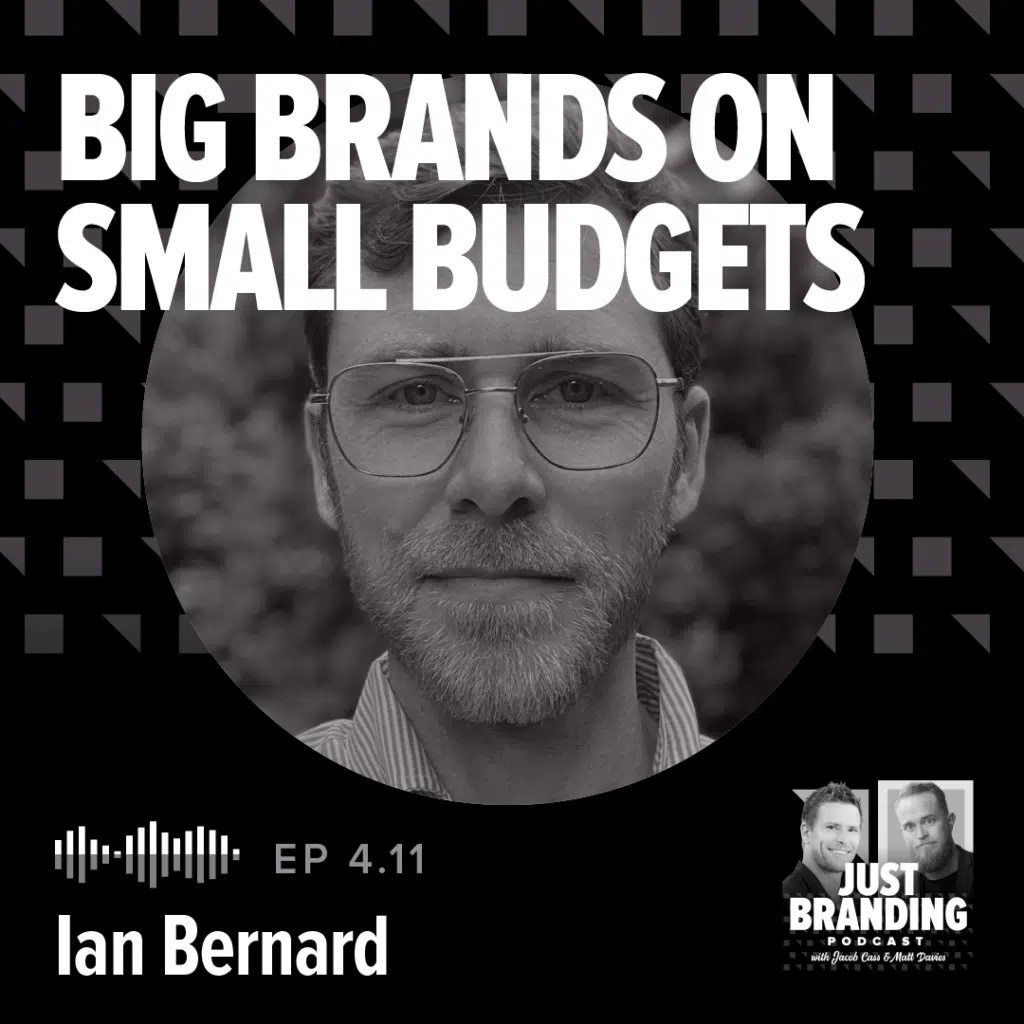 BIG BRANDS ON
SMALL BUDGETS
EP 4.11
Ian Bernard
JUST
BRANDING
PODCAST
with Jacob Cass & Matt Davies